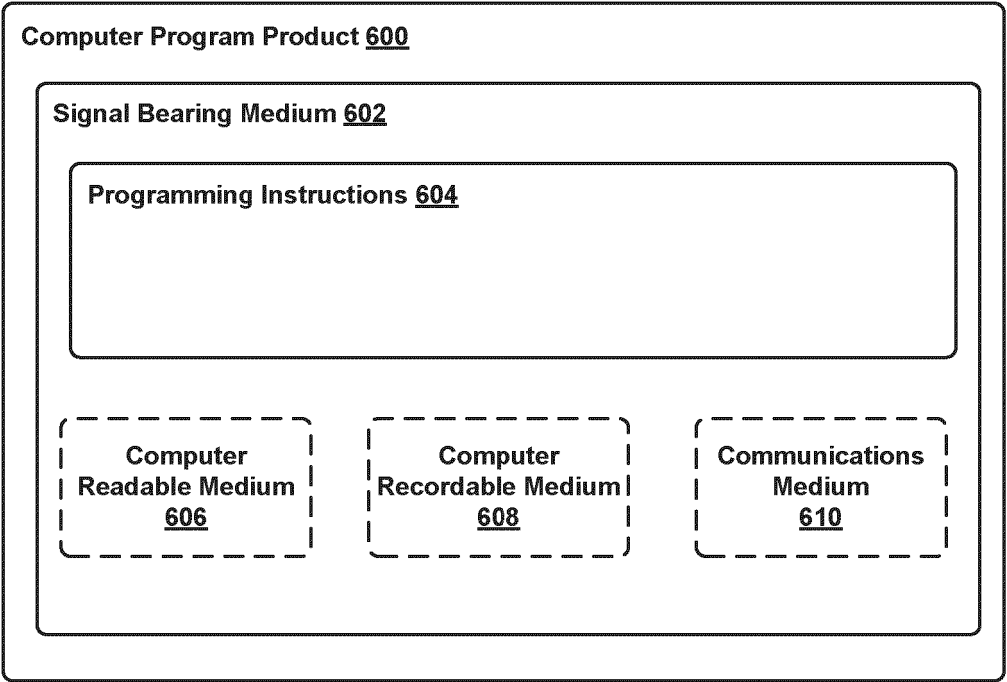 Computer Program Product 600
Signal Bearing Medium 602
Programming Instructions 604
Computer
Readable Medium
606
Computer
Recordable Medium
608
Communications
Medium
610